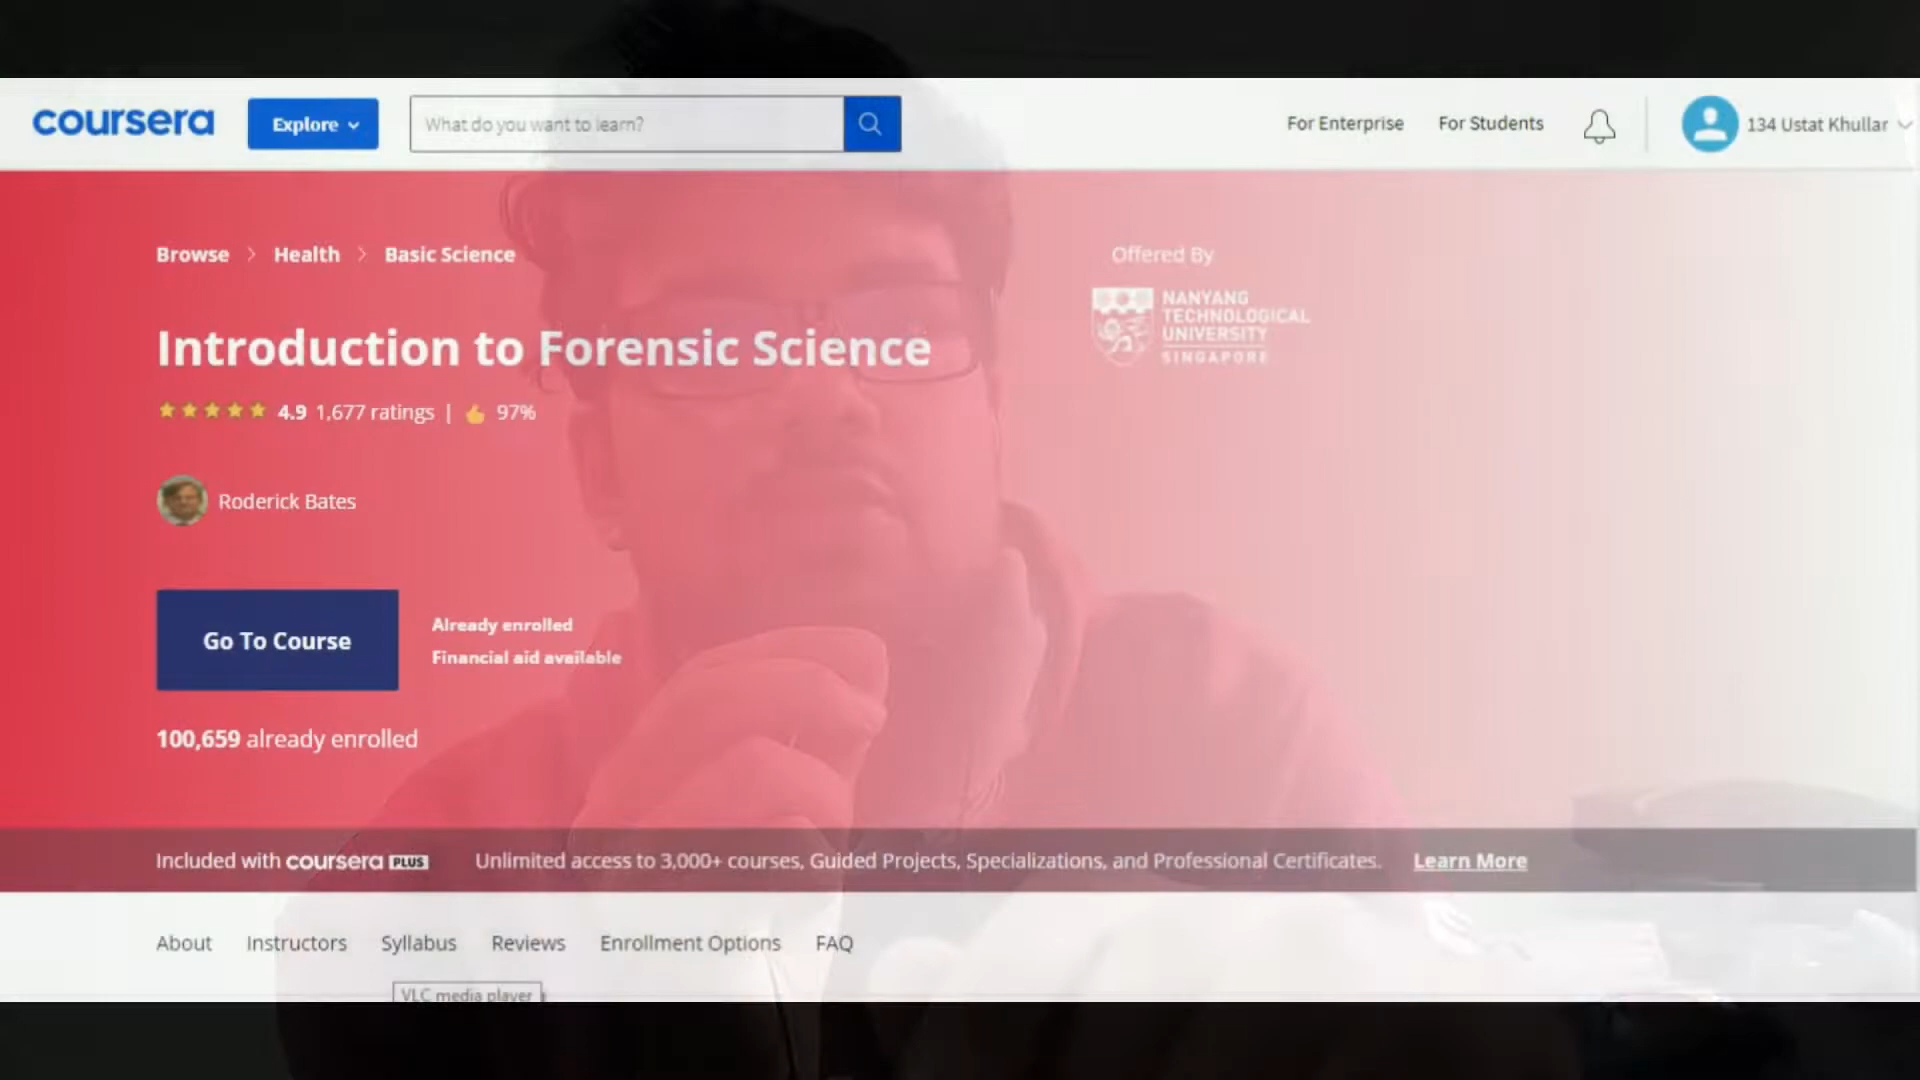 coursera
Explore
What do you want to learn?
For Enterprise
For Students
134 Ustat Khullar
Browse > Health > Basic Science
Offered By
NANYANG
TECHNOLOGICAL
UNIVERSITY
SINGAPORE
Introduction to Forensic Science
4.9 1,677 ratings | 97%
Roderick Bates
Go To Course
Already enrolled
Financial aid available
100,659 already enrolled
Included with coursera PLUS
Unlimited access to 3,000+ courses, Guided Projects, Specializations, and Professional Certificates.
Learn More
About
Instructors
Syllabus
Reviews
Enrollment Options
FAQ
VLC media player